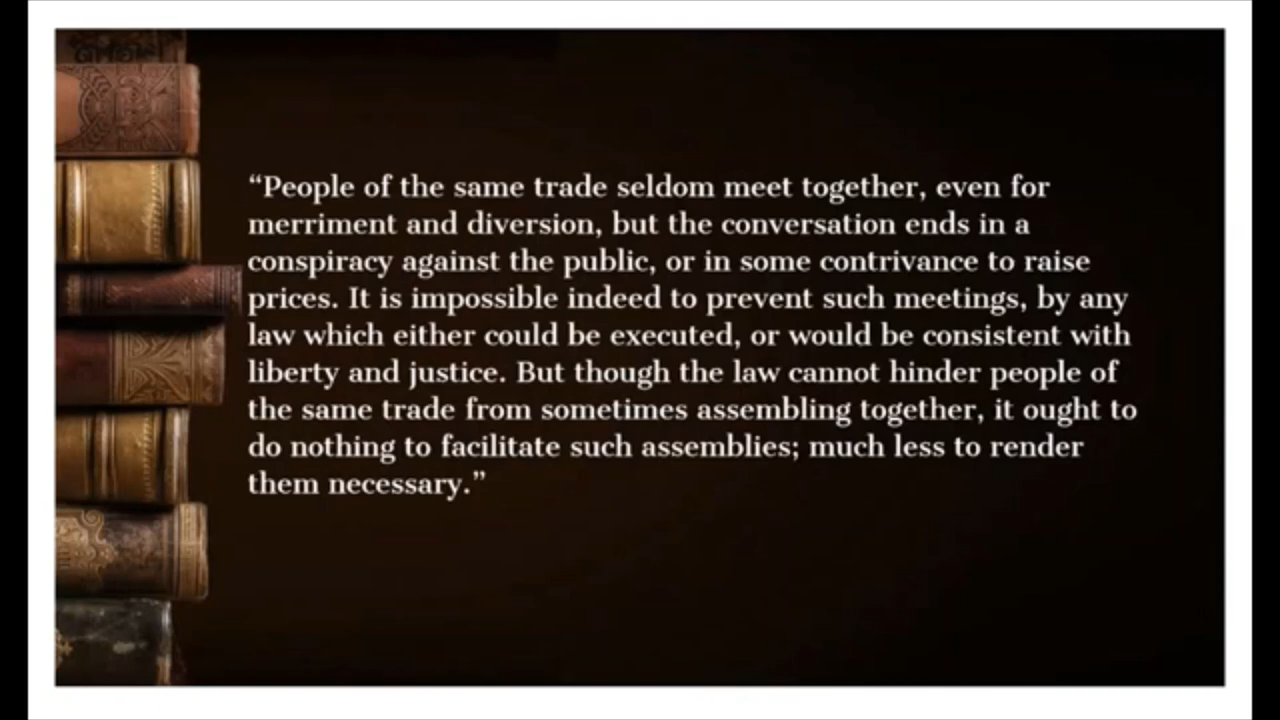 “People of the same trade seldom meet together, even for
merriment and diversion, but the conversation ends in a
conspiracy against the public, or in some contrivance to raise
prices. It is impossible indeed to prevent such meetings, by any
law which either could be executed, or would be consistent with
liberty and justice. But though the law cannot hinder people of
the same trade from sometimes assembling together, it ought to
do nothing to facilitate such assemblies; much less to render
them necessary.”